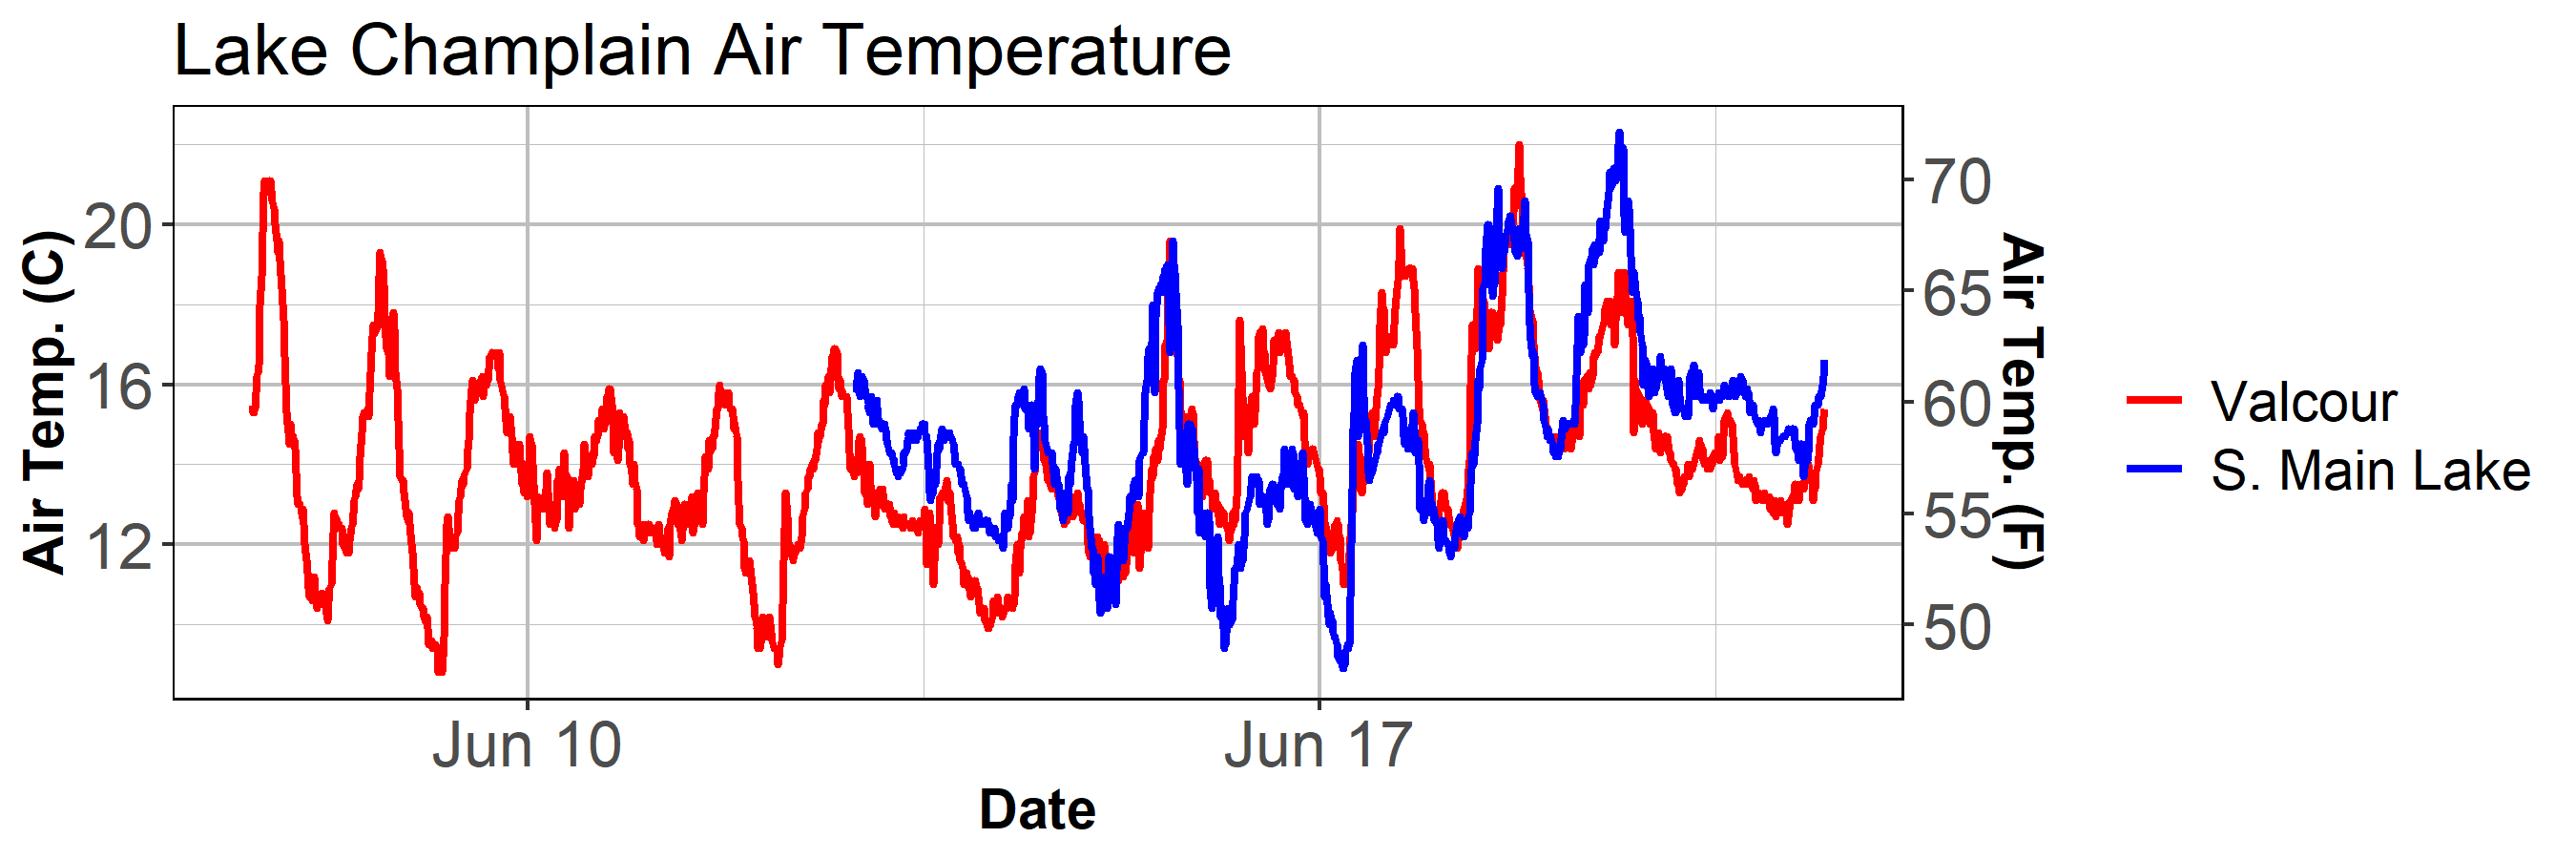 Lake Champlain Air Temperature
Air Temp. (C)
20
16
12
70
65
60
55
50
Air Temp. (F)
Jun 10
Jun 17
Date
Valcour
S. Main Lake